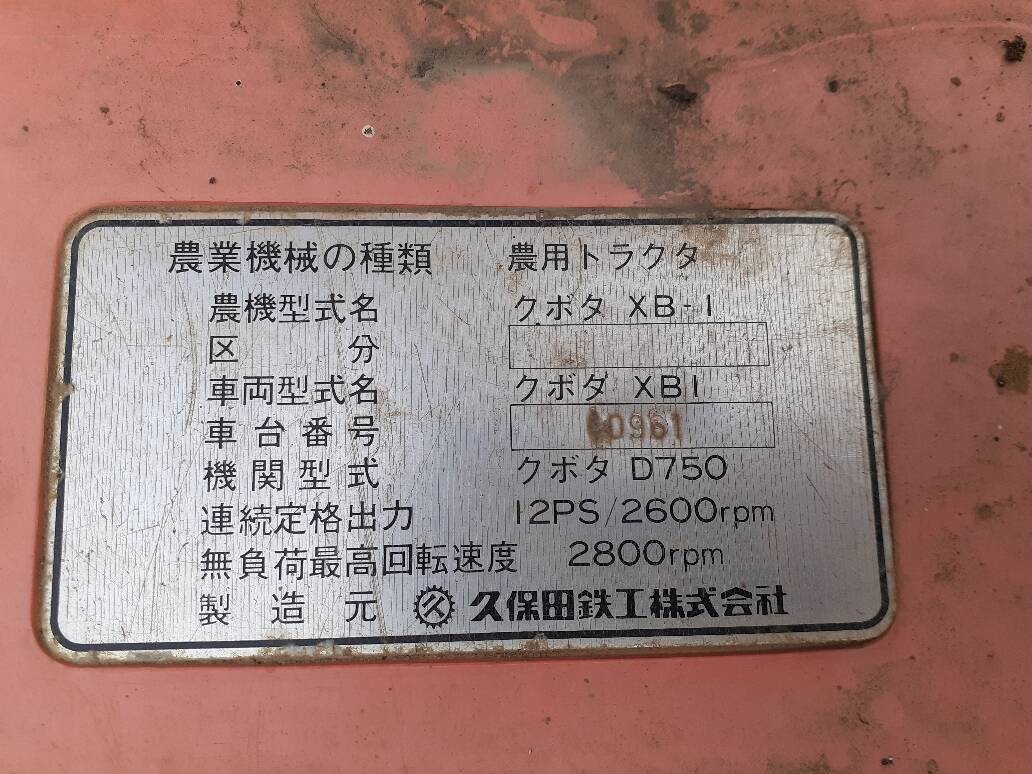 農業機械の種類 農用トラクタ
農機型式名 クボタ XB-1
区分
車両型式名 クボタ XB1
車台番号 0961
機関型式 クボタ D750
連続定格出力 12PS/2600rpm
無負荷最高回転速度 2800rpm
製造元 久保田鉄工株式会社